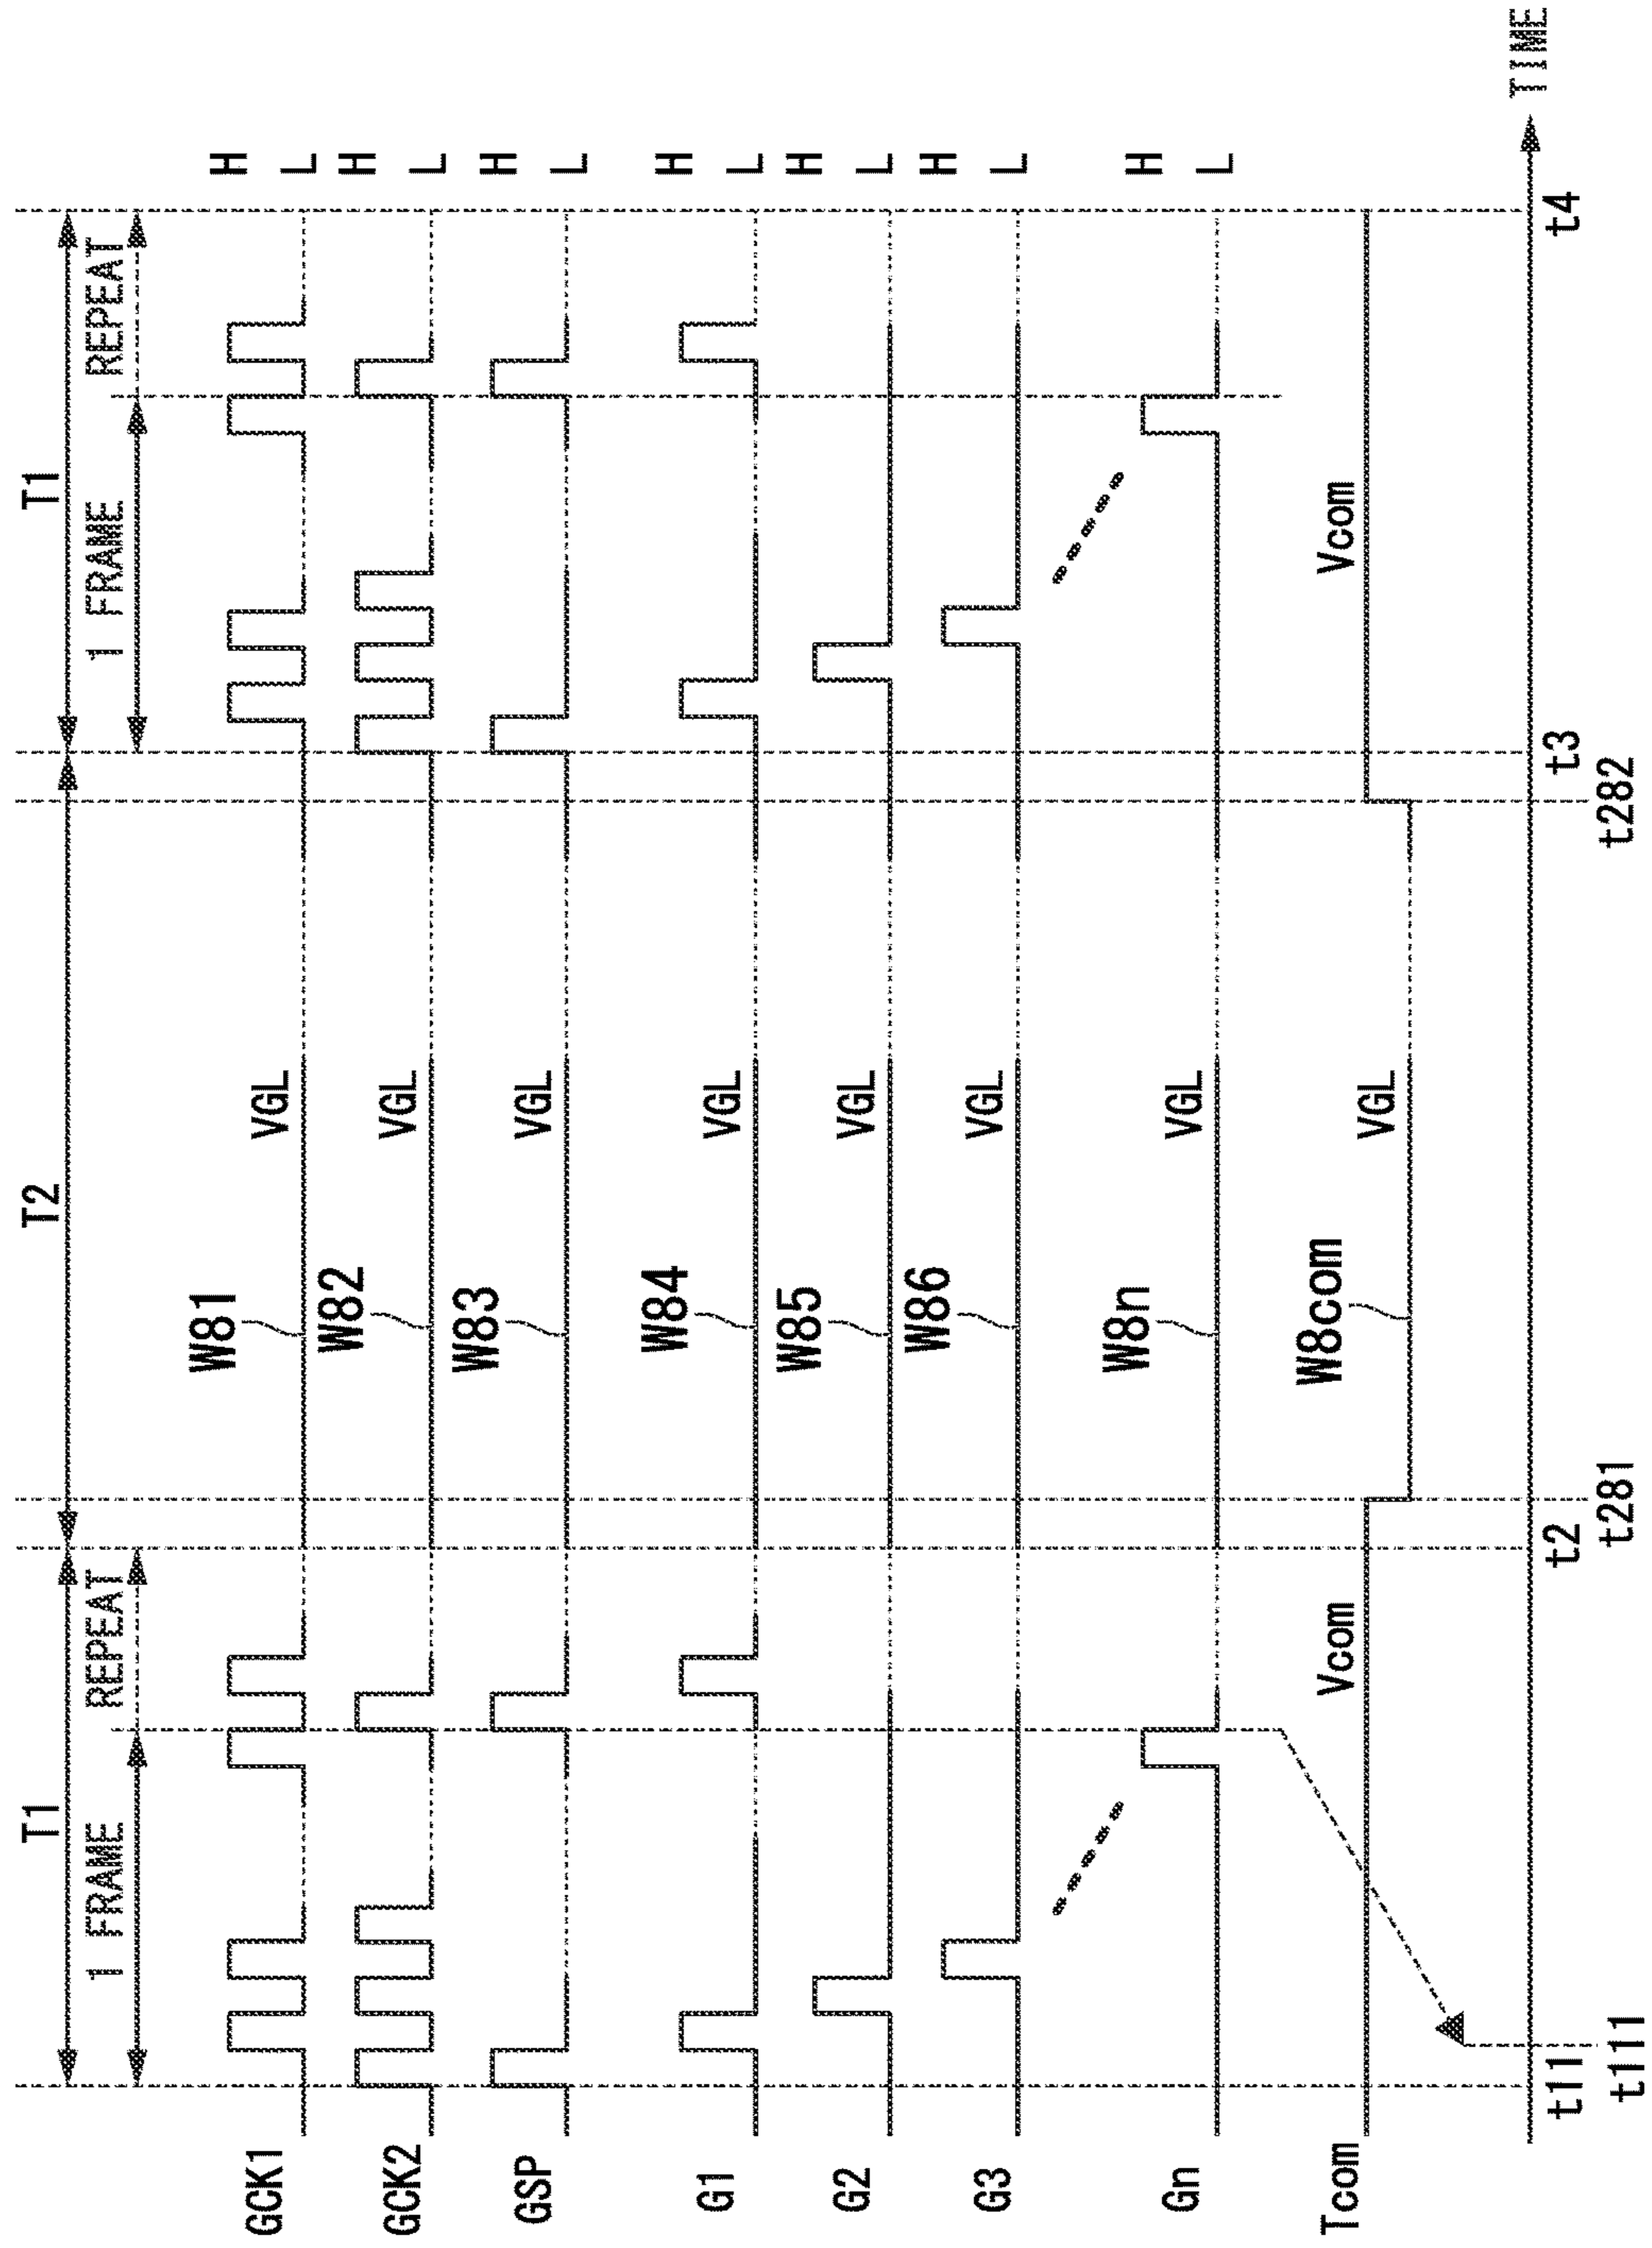 T1 T2 T1
1 FRAME REPEAT 1 FRAME REPEAT
GCK1 W81 VGL H
L
GCK2 W82 VGL H
L
GSP W83 VGL H
L
G1 W84 VGL H
L
G2 W85 VGL H
L
G3 W86 VGL H
L
Gn W8n VGL H
L
Tcom Vcom W8com VGL Vcom
TIME
t11 t2 t3 t4
t111 t281 t282